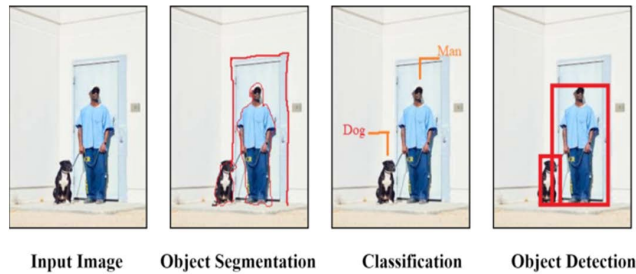 Man
Dog
Input Image
Object Segmentation
Classification
Object Detection